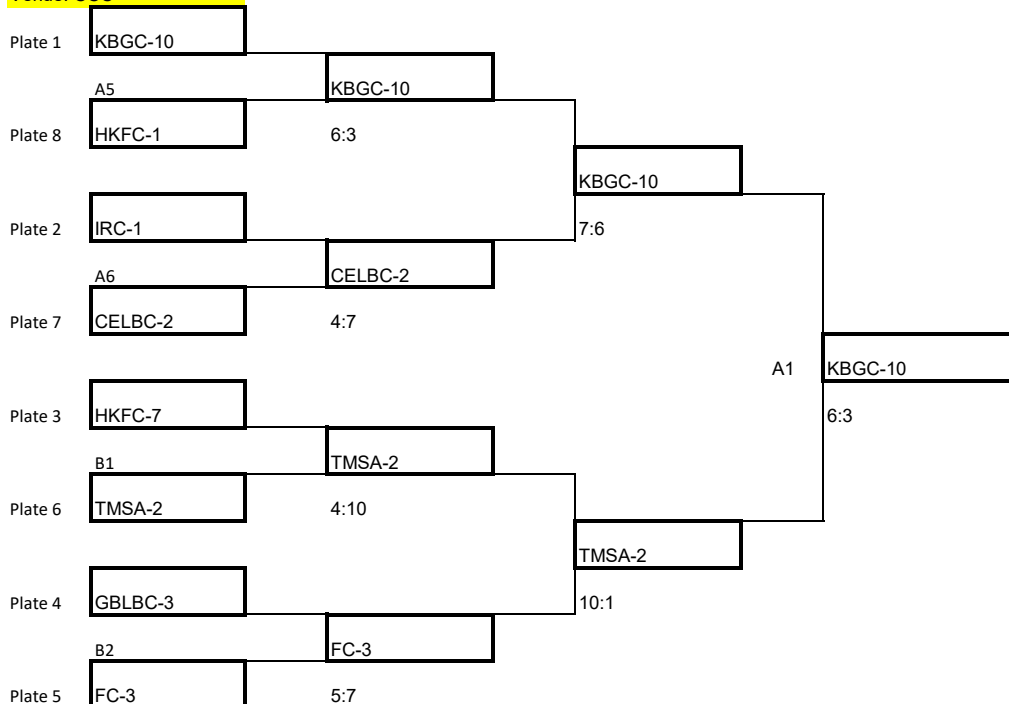 Plate 1 KBGC-10
A5 KBGC-10
Plate 8 HKFC-1 6:3
KBGC-10
Plate 2 IRC-1 7:6
A6 CELBC-2
Plate 7 CELBC-2 4:7
A1 KBGC-10
Plate 3 HKFC-7 6:3
B1 TMSA-2
Plate 6 TMSA-2 4:10
TMSA-2
Plate 4 GBLBC-3 10:1
B2 FC-3
Plate 5 FC-3 5:7